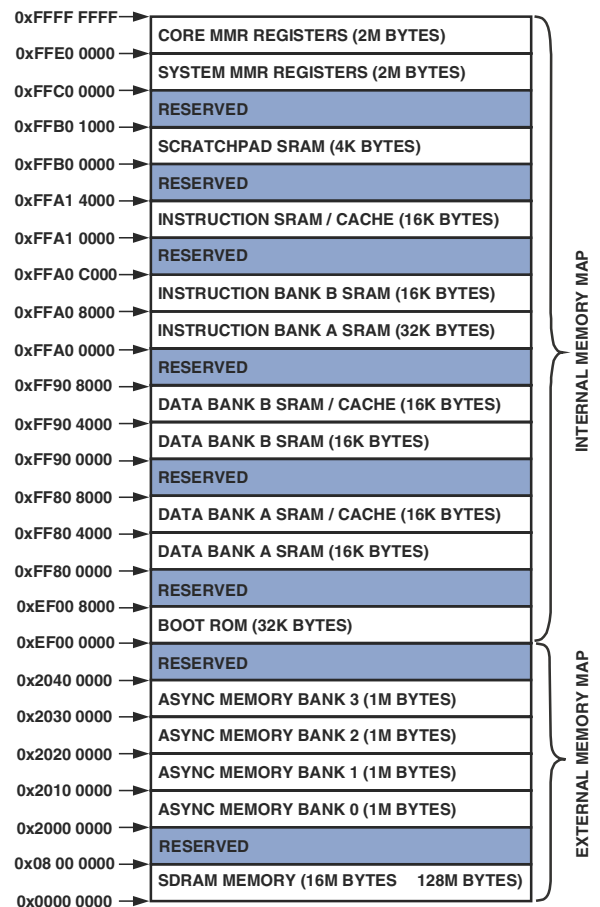 0xFFFF FFFF
CORE MMR REGISTERS (2M BYTES)
0xFFE0 0000
SYSTEM MMR REGISTERS (2M BYTES)
0xFFC0 0000
RESERVED
0xFFB0 1000
SCRATCHPAD SRAM (4K BYTES)
0xFFB0 0000
RESERVED
0xFFA1 4000
INSTRUCTION SRAM / CACHE (16K BYTES)
0xFFA1 0000
RESERVED
0xFFA0 C000
INSTRUCTION BANK B SRAM (16K BYTES)
0xFFA0 8000
INSTRUCTION BANK A SRAM (32K BYTES)
0xFFA0 0000
RESERVED
0xFF90 8000
DATA BANK B SRAM / CACHE (16K BYTES)
0xFF90 4000
DATA BANK B SRAM (16K BYTES)
0xFF90 0000
RESERVED
0xFF80 8000
DATA BANK A SRAM / CACHE (16K BYTES)
0xFF80 4000
DATA BANK A SRAM (16K BYTES)
0xFF80 0000
RESERVED
0xEF00 8000
BOOT ROM (32K BYTES)
0xEF00 0000
RESERVED
0x2040 0000
ASYNC MEMORY BANK 3 (1M BYTES)
0x2030 0000
ASYNC MEMORY BANK 2 (1M BYTES)
0x2020 0000
ASYNC MEMORY BANK 1 (1M BYTES)
0x2010 0000
ASYNC MEMORY BANK 0 (1M BYTES)
0x2000 0000
RESERVED
0x08 00 0000
SDRAM MEMORY (16M BYTES 128M BYTES)
0x0000 0000
INTERNAL MEMORY MAP
EXTERNAL MEMORY MAP